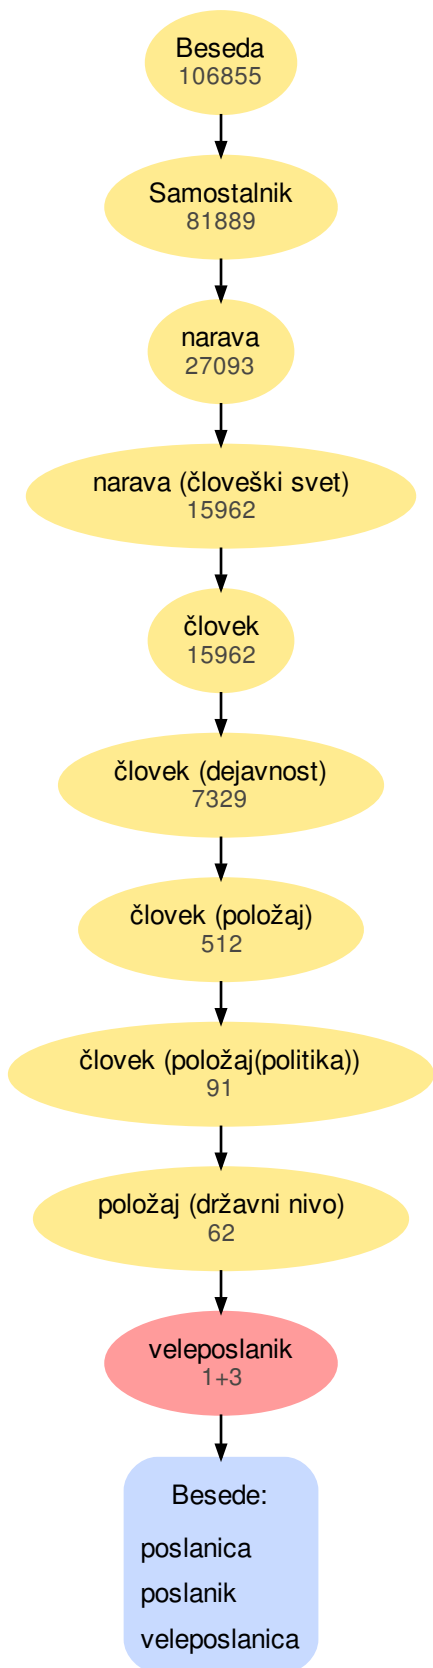 Beseda
106855
Samostalnik
81889
narava
27093
narava (človeški svet)
15962
človek
15962
človek (dejavnost)
7329
človek (položaj)
512
človek (položaj(politika))
91
položaj (državni nivo)
62
veleposlanik
1+3
Besede:
poslanica
poslanik
veleposlanica